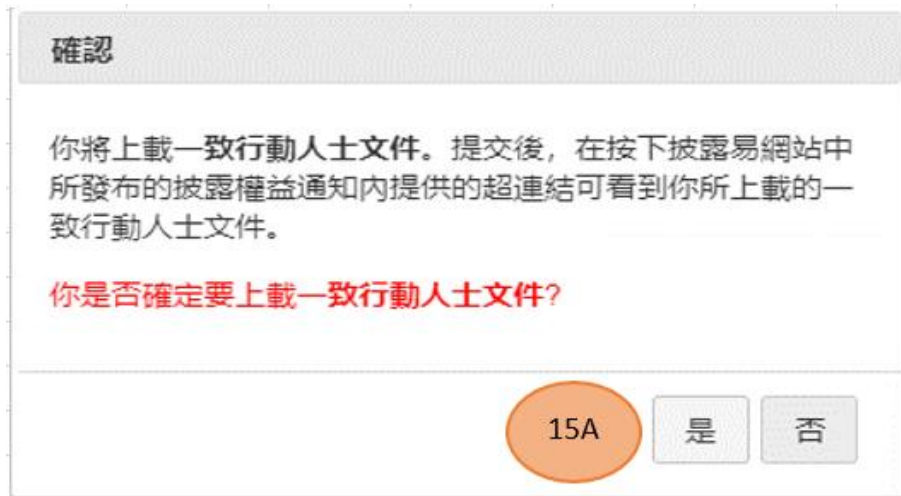 確認
你將上載一致行動人士文件。提交後，在按下披露易網站中
所發布的披露權益通知內提供的超連結可看到你所上載的一
致行動人士文件。
你是否確定要上載一致行動人士文件?
15A 是 否